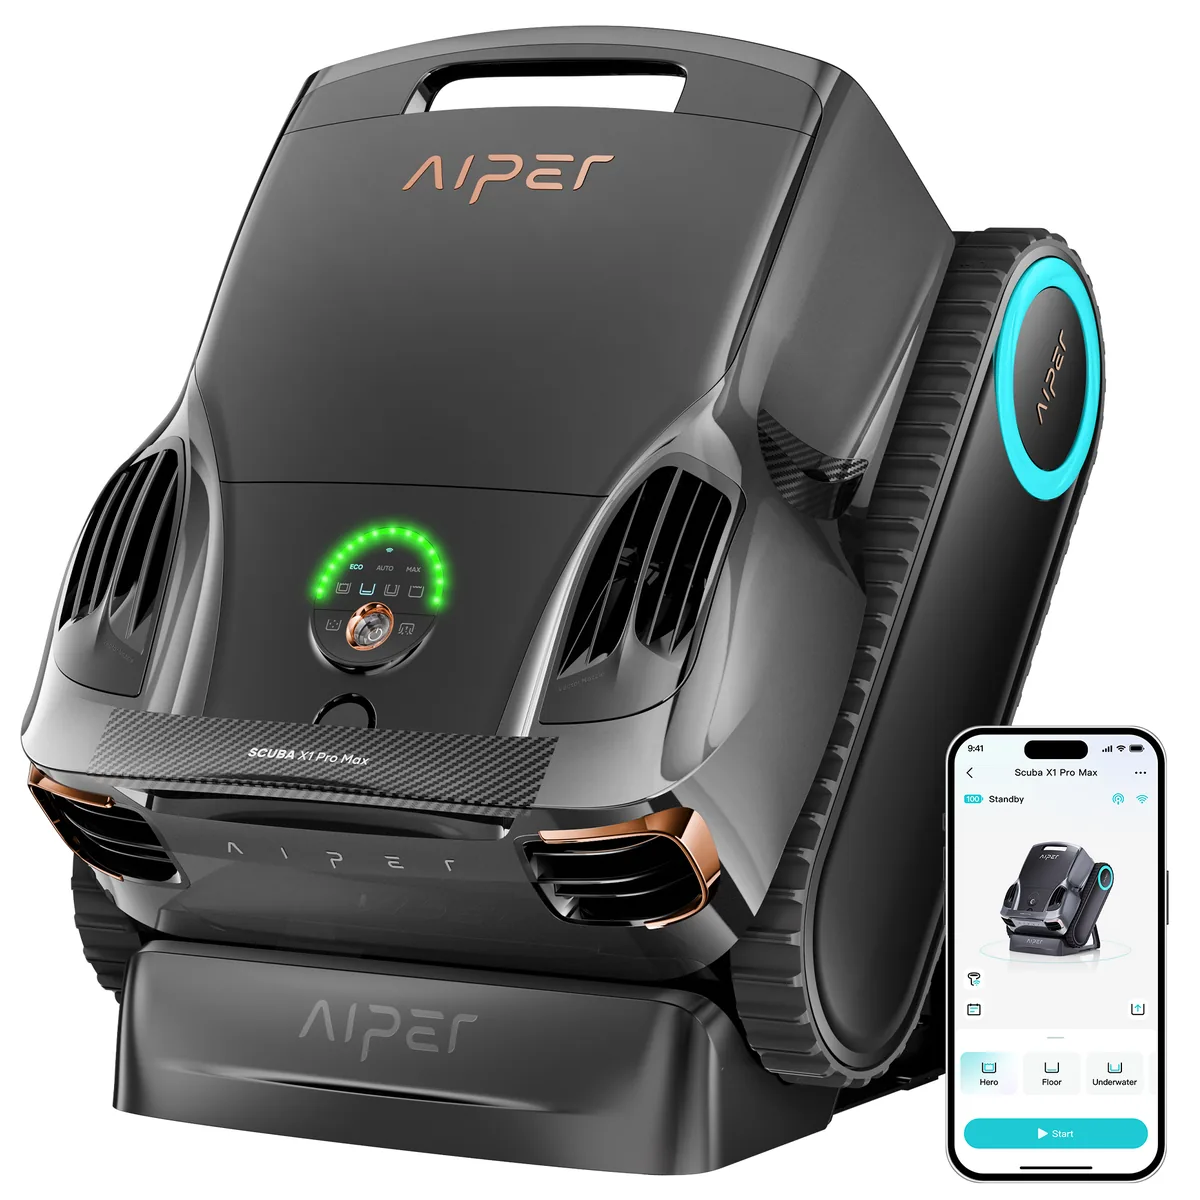 AIPER
AIPER
ECO AUTO MAX
SCUBA X1 Pro Max
AIPER
AIPER
9:41
Scuba X1 Pro Max
100 Standby
AIPER
AIPER
Hero Floor Underwater
Start